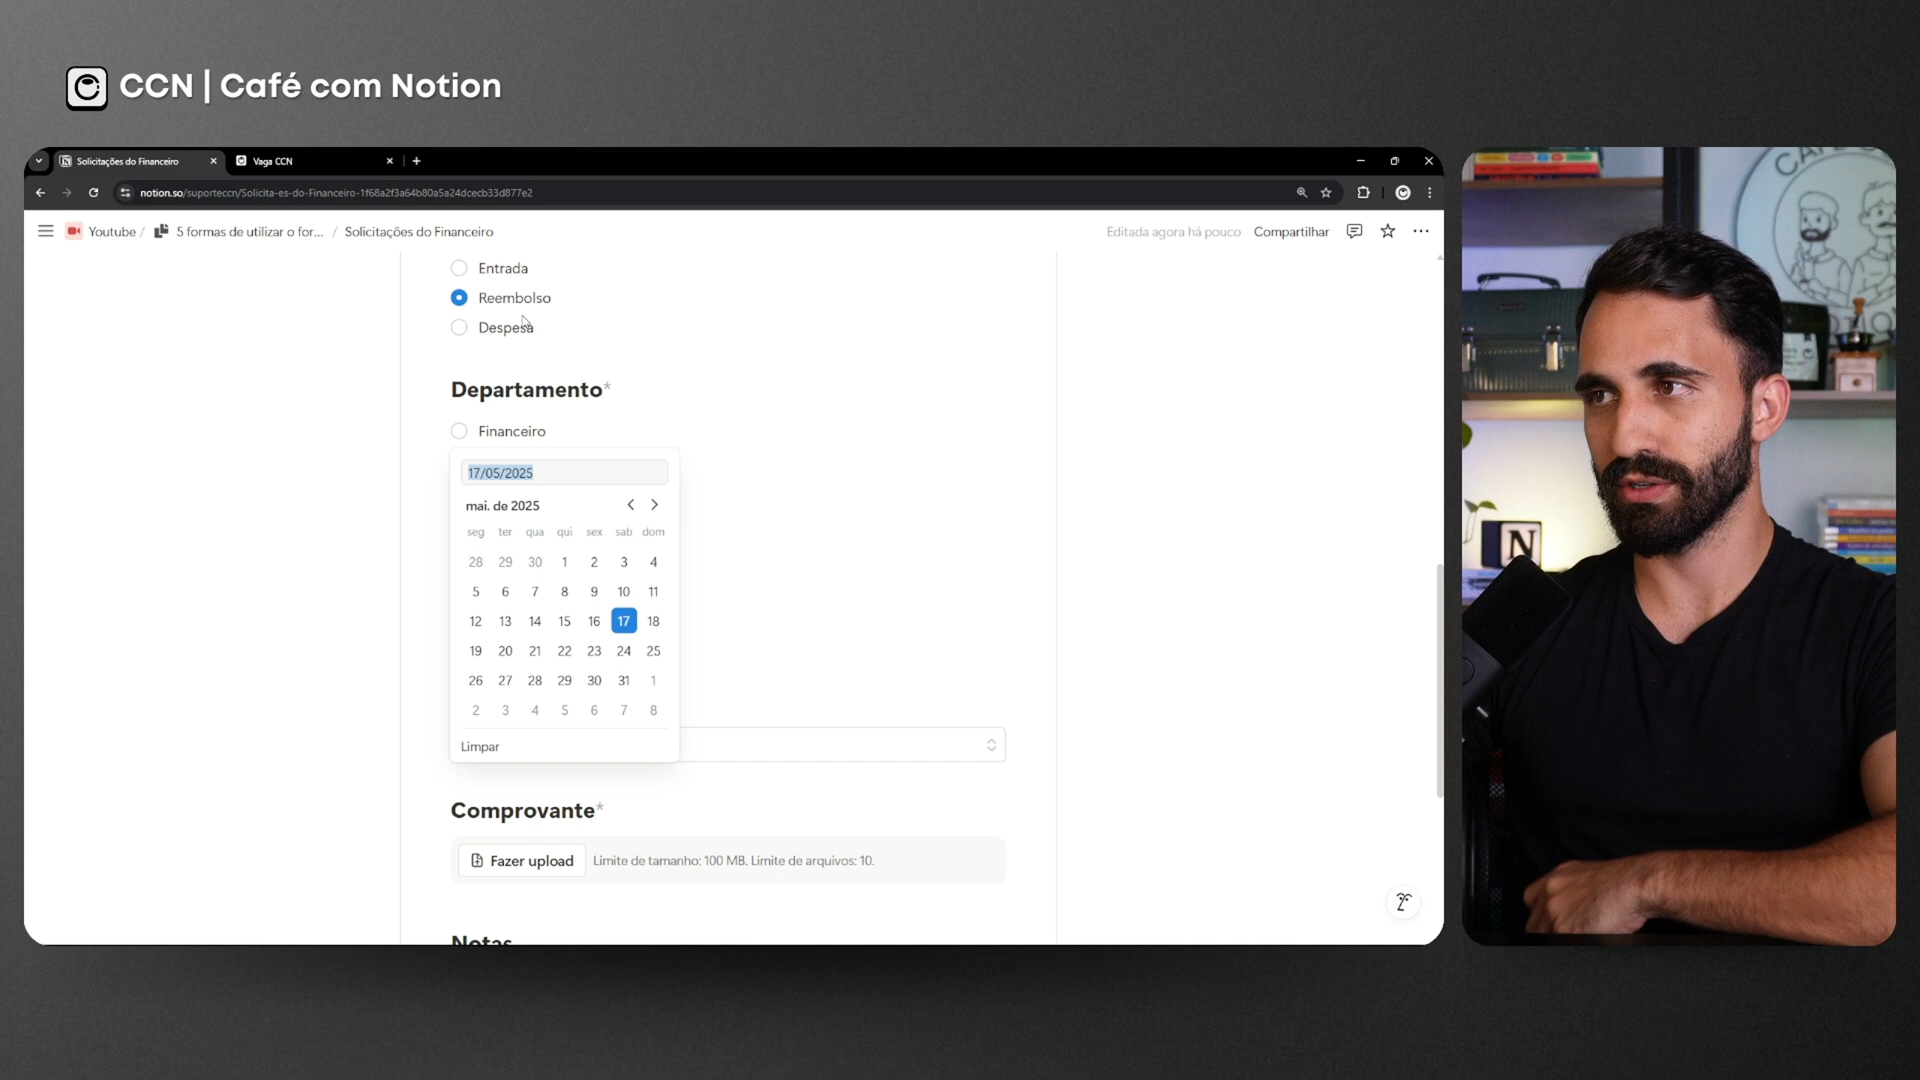 CCN | Café com Notion
Solicitações do Financeiro
Vaga CCN
notion.so/suporteccn/Solicita-es-do-Financeiro-1f68a2f3a64b80a5a24dcecb33d877e2
Youtube / 5 formas de utilizar o for... / Solicitações do Financeiro
Editada agora há pouco Compartilhar
Entrada
Reembolso
Despesa
Departamento*
Financeiro
17/05/2025
mai. de 2025
seg ter qua qui sex sab dom
28 29 30 1 2 3 4
5 6 7 8 9 10 11
12 13 14 15 16 17 18
19 20 21 22 23 24 25
26 27 28 29 30 31 1
2 3 4 5 6 7 8
Limpar
Comprovante*
Fazer upload Limite de tamanho: 100 MB. Limite de arquivos: 10.
Notas
N